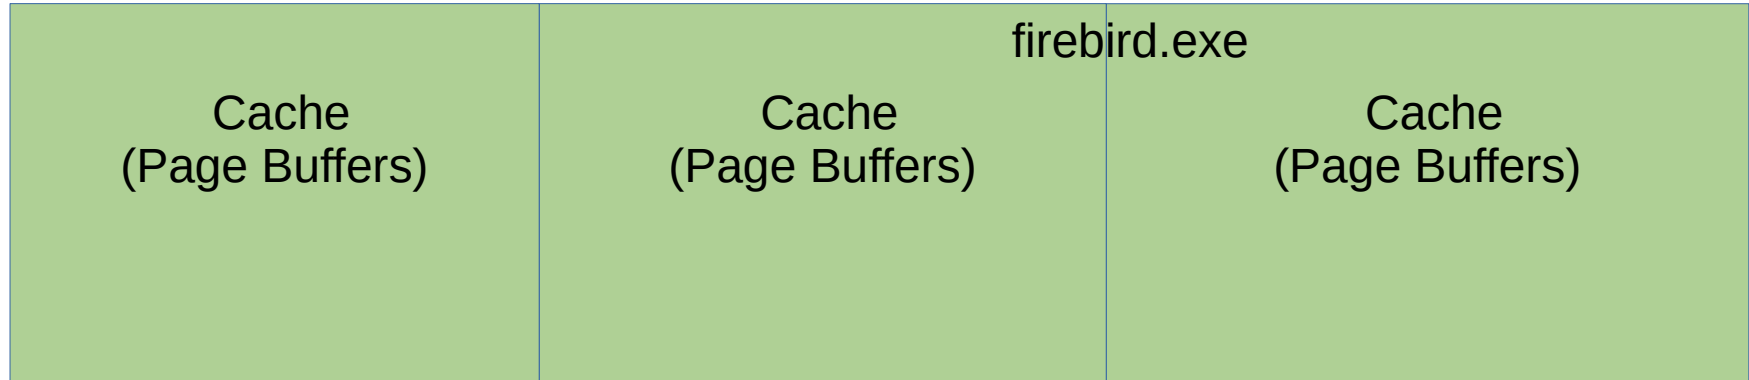 firebird.exe
Cache
(Page Buffers)
Cache
(Page Buffers)
Cache
(Page Buffers)